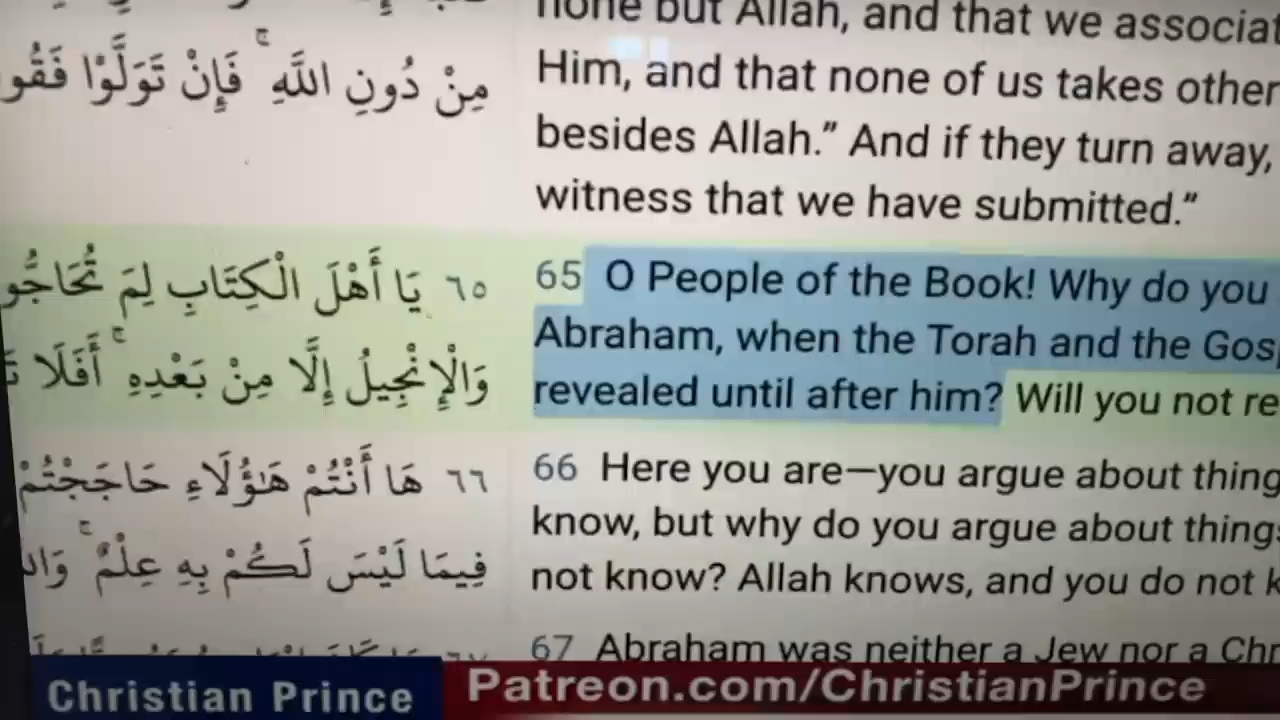 none but Allah, and that we associat
مِنْ دُونِ اللَّهِ ۚ فَإِنْ تَوَلَّوْا فَقُو
Him, and that none of us takes other
besides Allah.” And if they turn away,
witness that we have submitted.”
٦٥ يَا أَهْلَ الْكِتَابِ لِمَ تُحَاجُّو
وَالْإِنْجِيلُ إِلَّا مِنْ بَعْدِهِ ۚ أَفَلَا تَ
65 O People of the Book! Why do you
Abraham, when the Torah and the Gosp
revealed until after him? Will you not re
٦٦ هَا أَنْتُمْ هَٰؤُلَاءِ حَاجَجْتُمْ
فِيمَا لَيْسَ لَكُمْ بِهِ عِلْمٌ ۚ وَال
66 Here you are—you argue about things
know, but why do you argue about things
not know? Allah knows, and you do not k
67 Abraham was neither a Jew nor a Chr
Christian Prince
Patreon.com/ChristianPrince